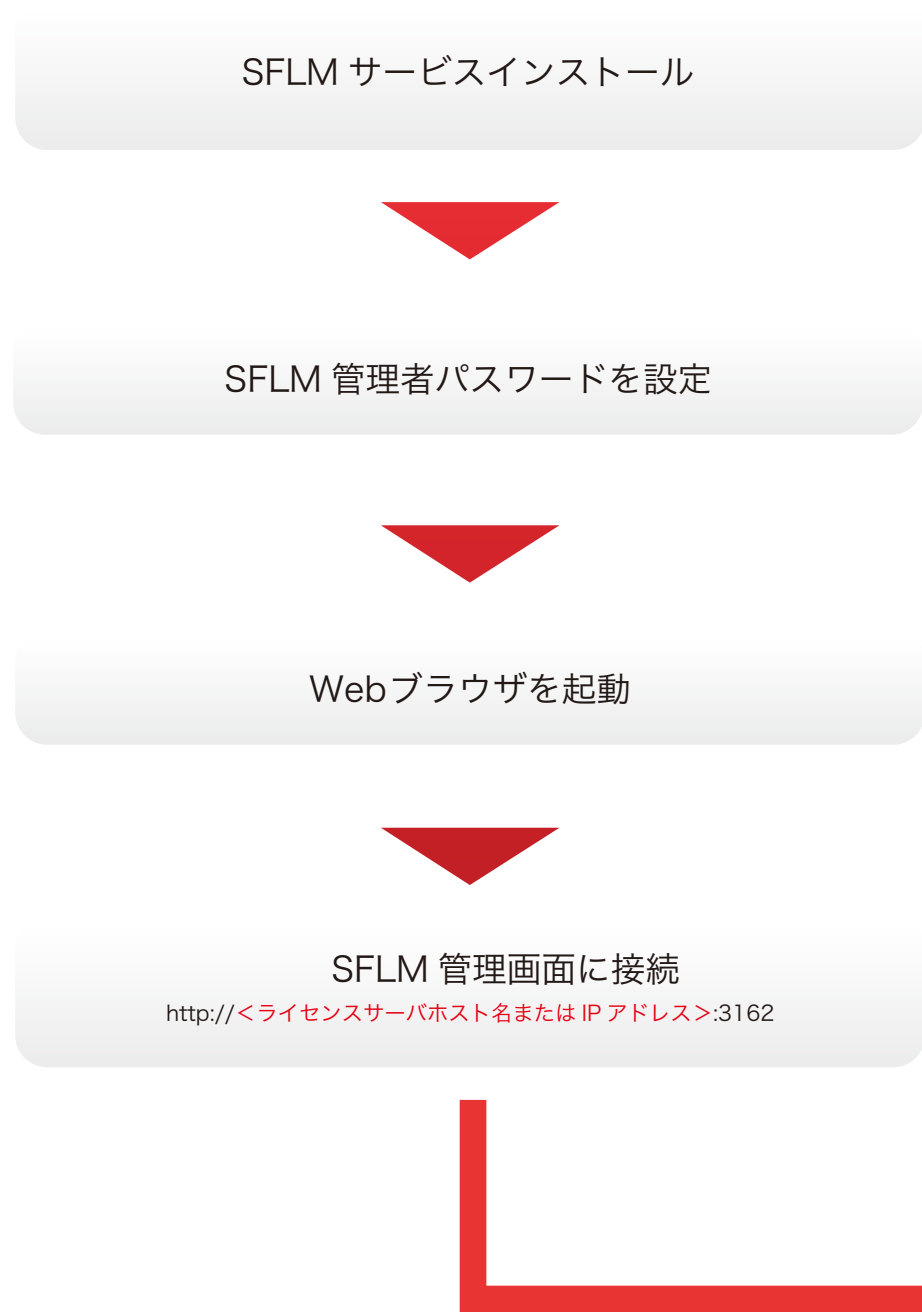 SFLM サービスインストール
SFLM 管理者パスワードを設定
Webブラウザを起動
SFLM 管理画面に接続
http://<ライセンスサーバホスト名または IP アドレス>:3162